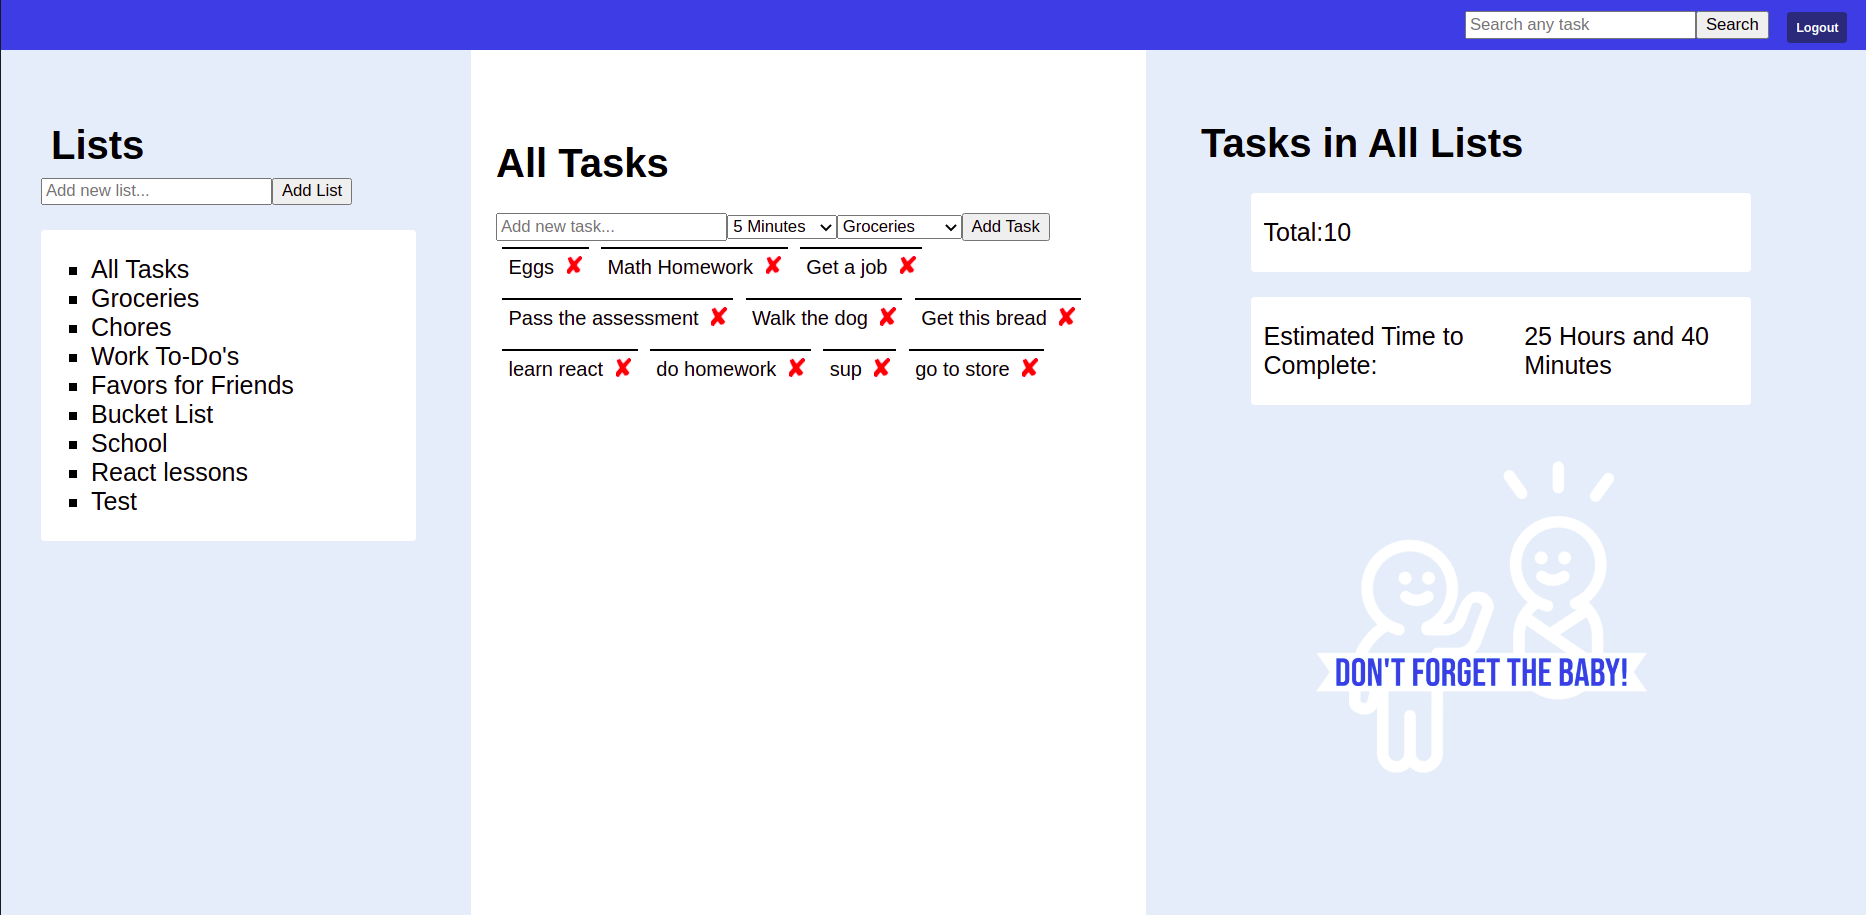 Search any task Search Logout
Lists
Add new list... Add List
All Tasks
Groceries
Chores
Work To-Do's
Favors for Friends
Bucket List
School
React lessons
Test
All Tasks
Add new task... 5 Minutes Groceries Add Task
Eggs ✘ Math Homework ✘ Get a job ✘
Pass the assessment ✘ Walk the dog ✘ Get this bread ✘
learn react ✘ do homework ✘ sup ✘ go to store ✘
Tasks in All Lists
Total:10
Estimated Time to
Complete:
25 Hours and 40
Minutes
DON'T FORGET THE BABY!